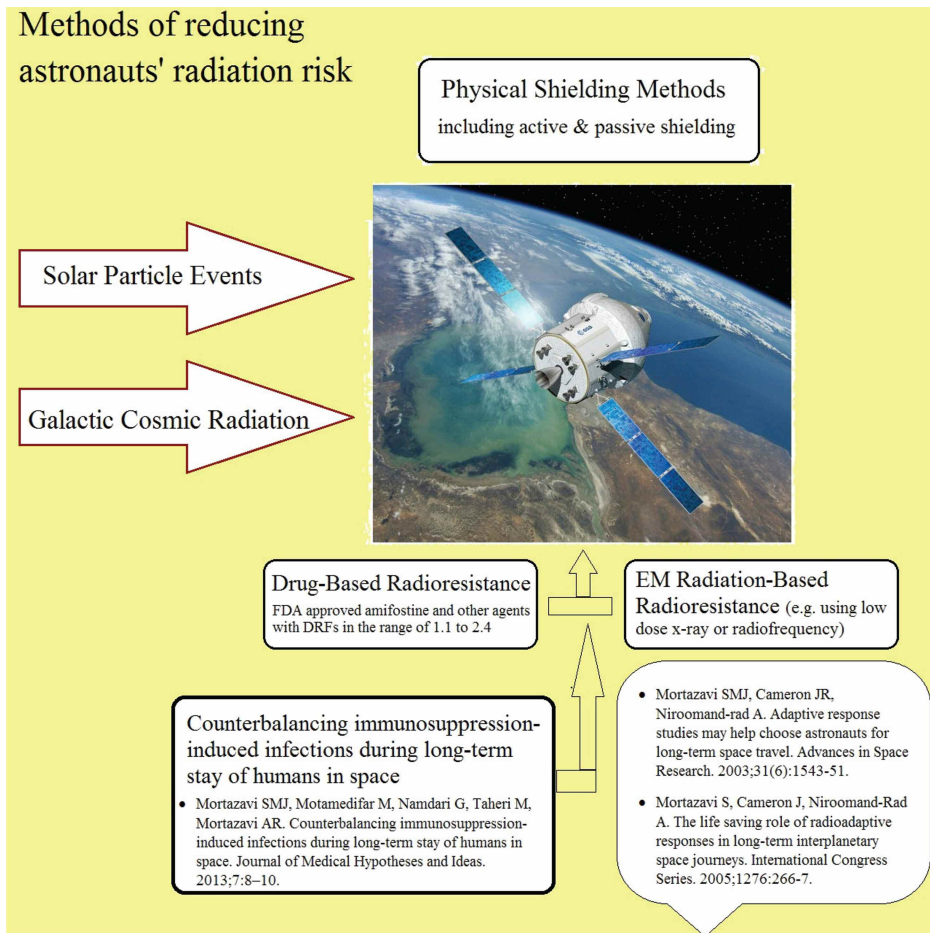 Methods of reducing
astronauts' radiation risk
Physical Shielding Methods
including active & passive shielding
Solar Particle Events
Galactic Cosmic Radiation
esa
Drug-Based Radioresistance
FDA approved amifostine and other agents
with DRFs in the range of 1.1 to 2.4
EM Radiation-Based
Radioresistance (e.g. using low
dose x-ray or radiofrequency)
Counterbalancing immunosuppression-
induced infections during long-term
stay of humans in space
• Mortazavi SMJ, Motamedifar M, Namdari G, Taheri M,
Mortazavi AR. Counterbalancing immunosuppression-
induced infections during long-term stay of humans in
space. Journal of Medical Hypotheses and Ideas.
2013;7:8–10.
• Mortazavi SMJ, Cameron JR,
Niroomand-rad A. Adaptive response
studies may help choose astronauts for
long-term space travel. Advances in Space
Research. 2003;31(6):1543-51.
• Mortazavi S, Cameron J, Niroomand-Rad
A. The life saving role of radioadaptive
responses in long-term interplanetary
space journeys. International Congress
Series. 2005;1276:266-7.